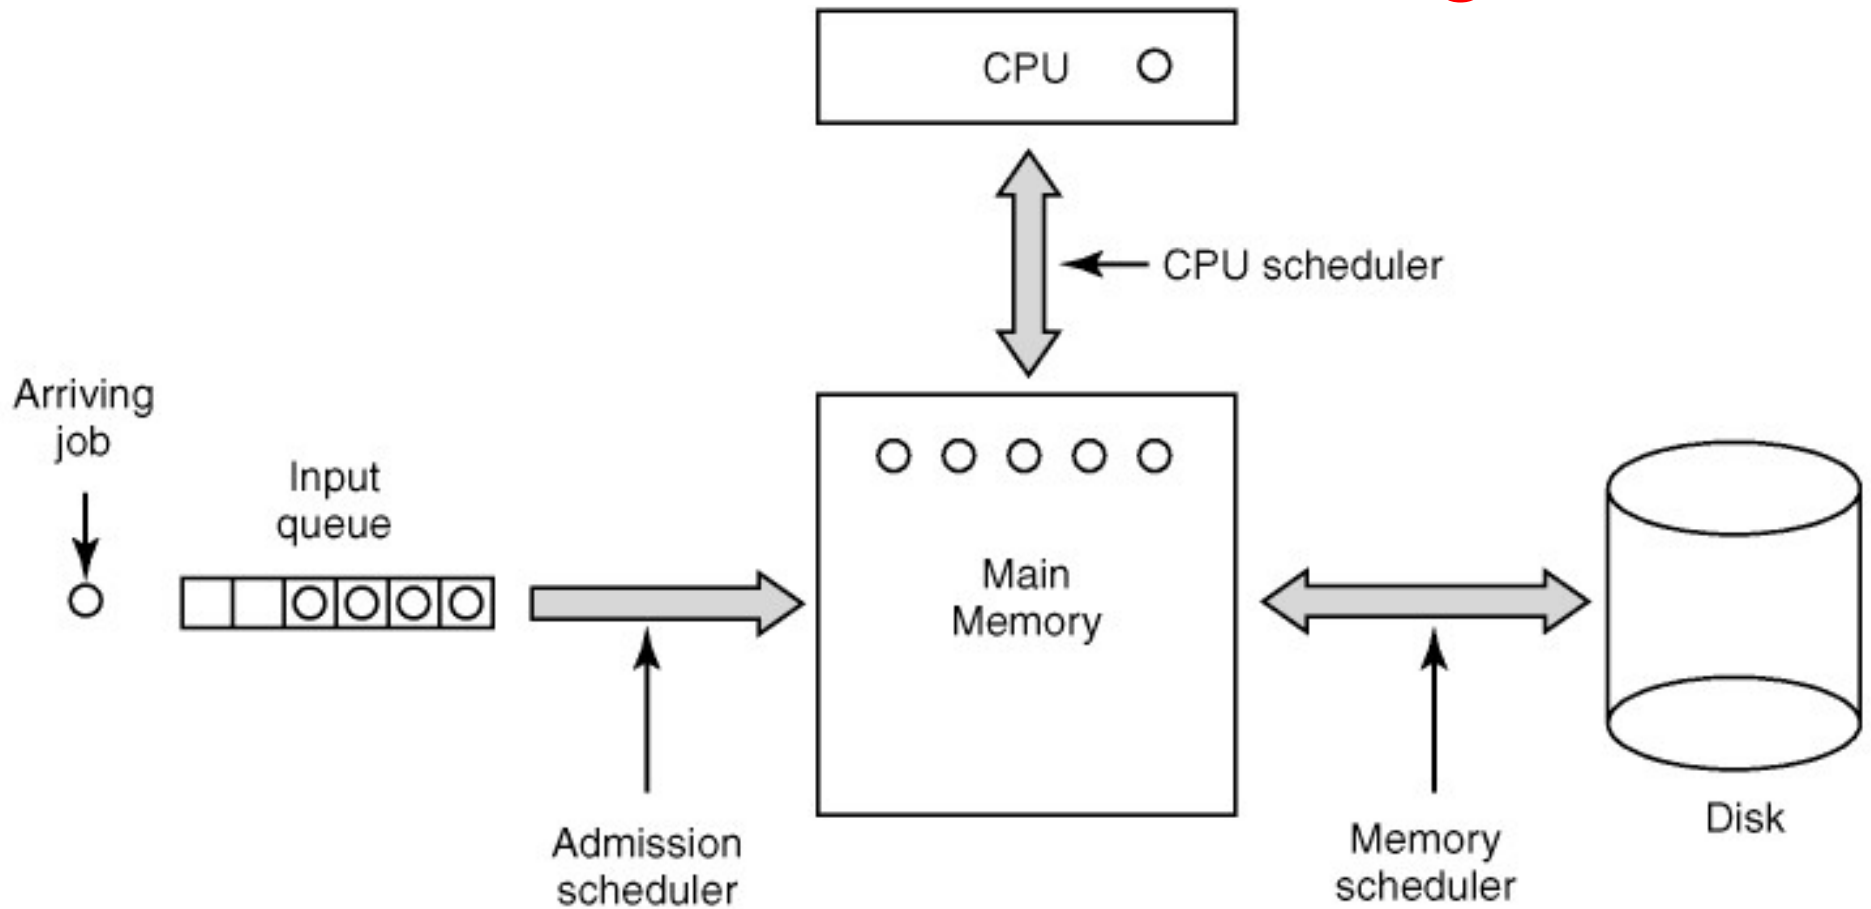 CPU
CPU scheduler
Arriving
job
Input
queue
Main
Memory
Admission
scheduler
Memory
scheduler
Disk